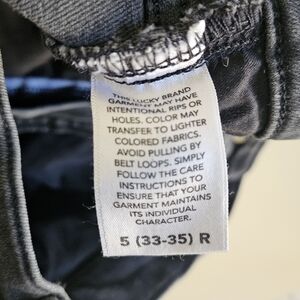 THIS LUCKY BRAND
GARMENT MAY HAVE
INTENTIONAL RIPS OR
HOLES. COLOR MAY
TRANSFER TO LIGHTER
COLORED FABRICS.
AVOID PULLING BY
BELT LOOPS. SIMPLY
FOLLOW THE CARE
INSTRUCTIONS TO
ENSURE THAT YOUR
GARMENT MAINTAINS
ITS INDIVIDUAL
CHARACTER.
5 (33-35) R